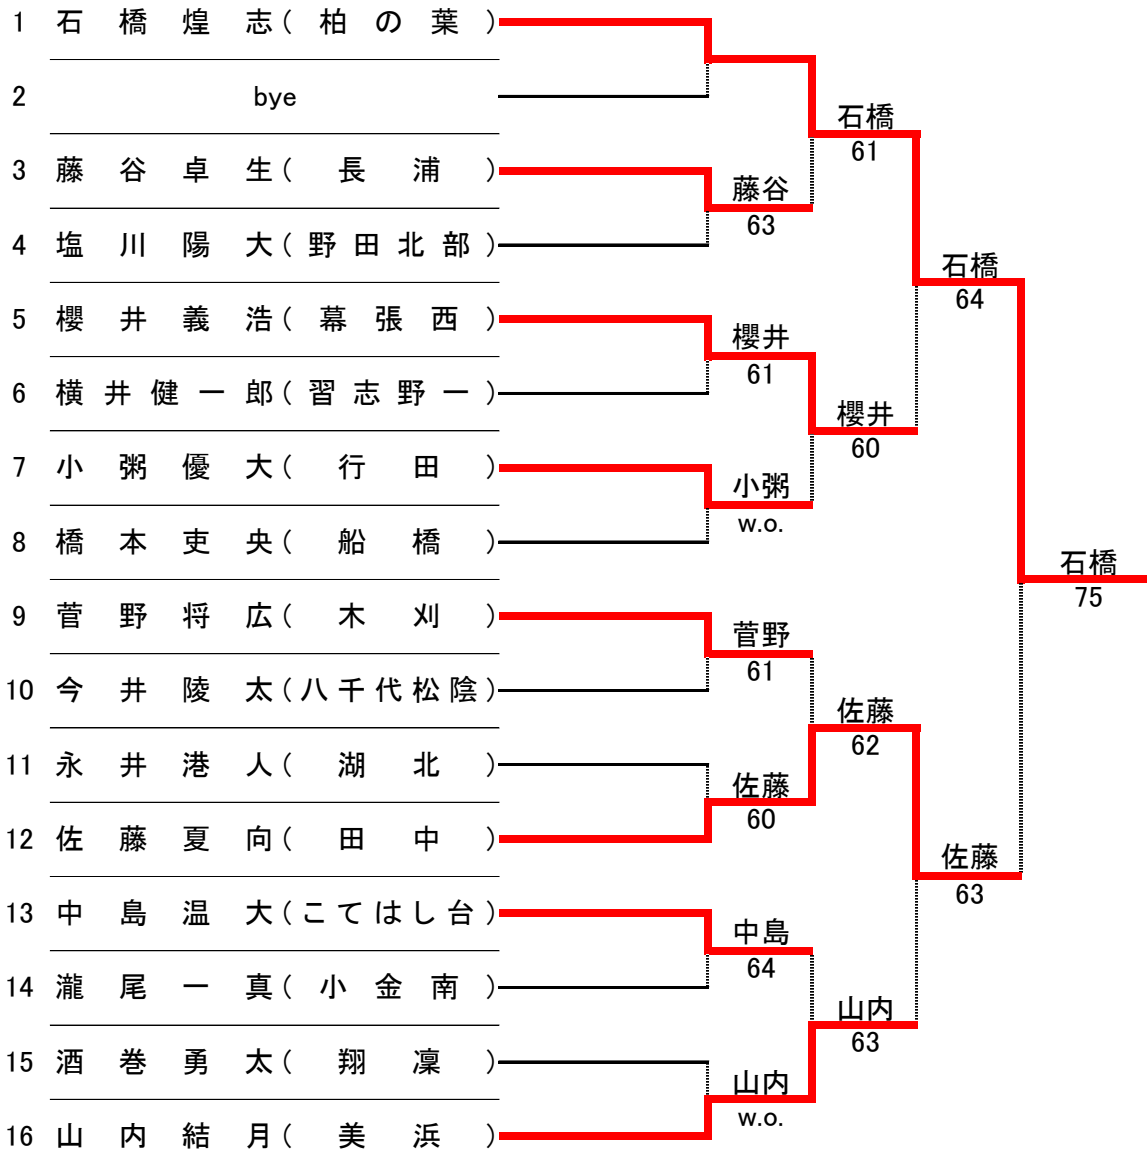 1 石橋煌志(柏の葉)
2 bye
石橋
61
3 藤谷卓生(長浦)
藤谷
63
4 塩川陽大(野田北部)
石橋
64
5 櫻井義浩(幕張西)
櫻井
61
6 横井健一郎(習志野一)
櫻井
60
7 小粥優大(行田)
小粥
w.o.
8 橋本吏央(船橋)
石橋
75
9 菅野将広(木刈)
菅野
61
10 今井陵太(八千代松陰)
佐藤
62
11 永井港人(湖北)
佐藤
60
12 佐藤夏向(田中)
佐藤
63
13 中島温大(こてはし台)
中島
64
14 瀧尾一真(小金南)
山内
63
15 酒巻勇太(翔凜)
山内
w.o.
16 山内結月(美浜)